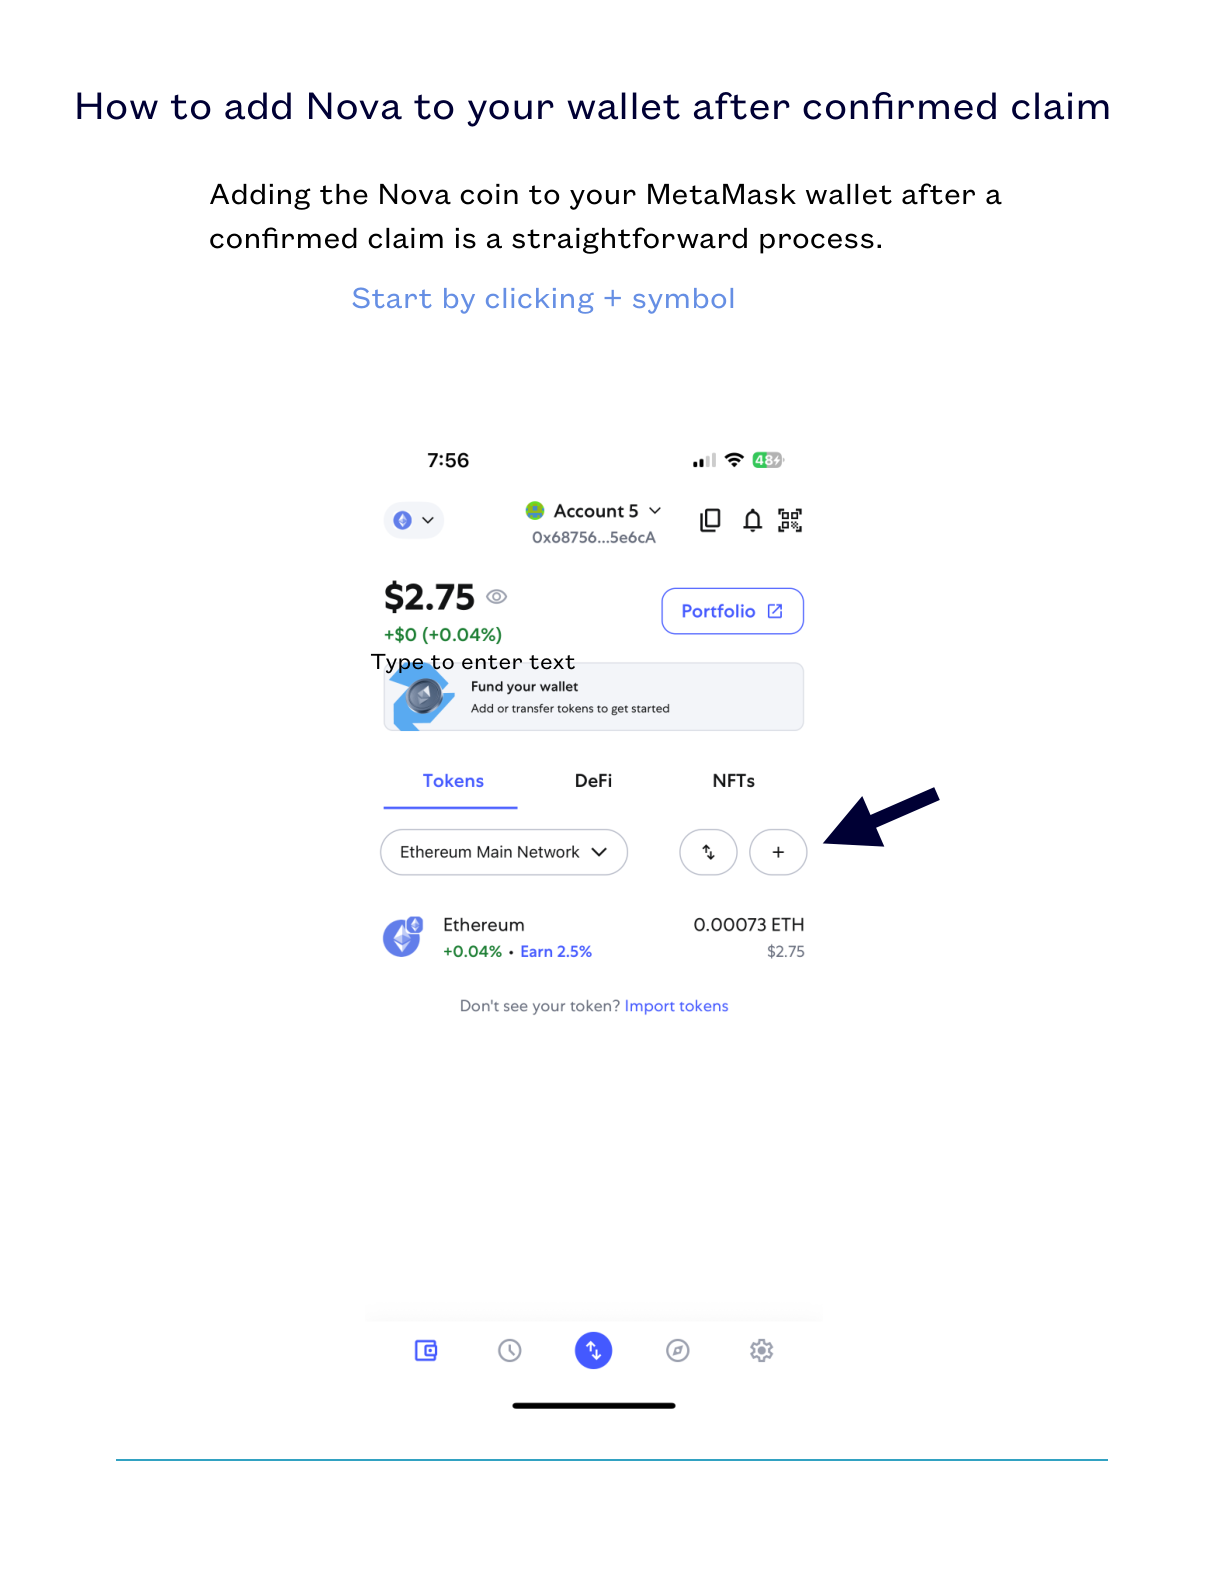 How to add Nova to your wallet after confirmed claim
Adding the Nova coin to your MetaMask wallet after a
confirmed claim is a straightforward process.
Start by clicking + symbol
7:56
48
Account 5
0x68756...5e6cA
$2.75
Portfolio
+$0 (+0.04%)
Type to enter text
Fund your wallet
Add or transfer tokens to get started
Tokens DeFi NFTs
Ethereum Main Network
+
Ethereum 0.00073 ETH
+0.04% • Earn 2.5% $2.75
Don't see your token? Import tokens